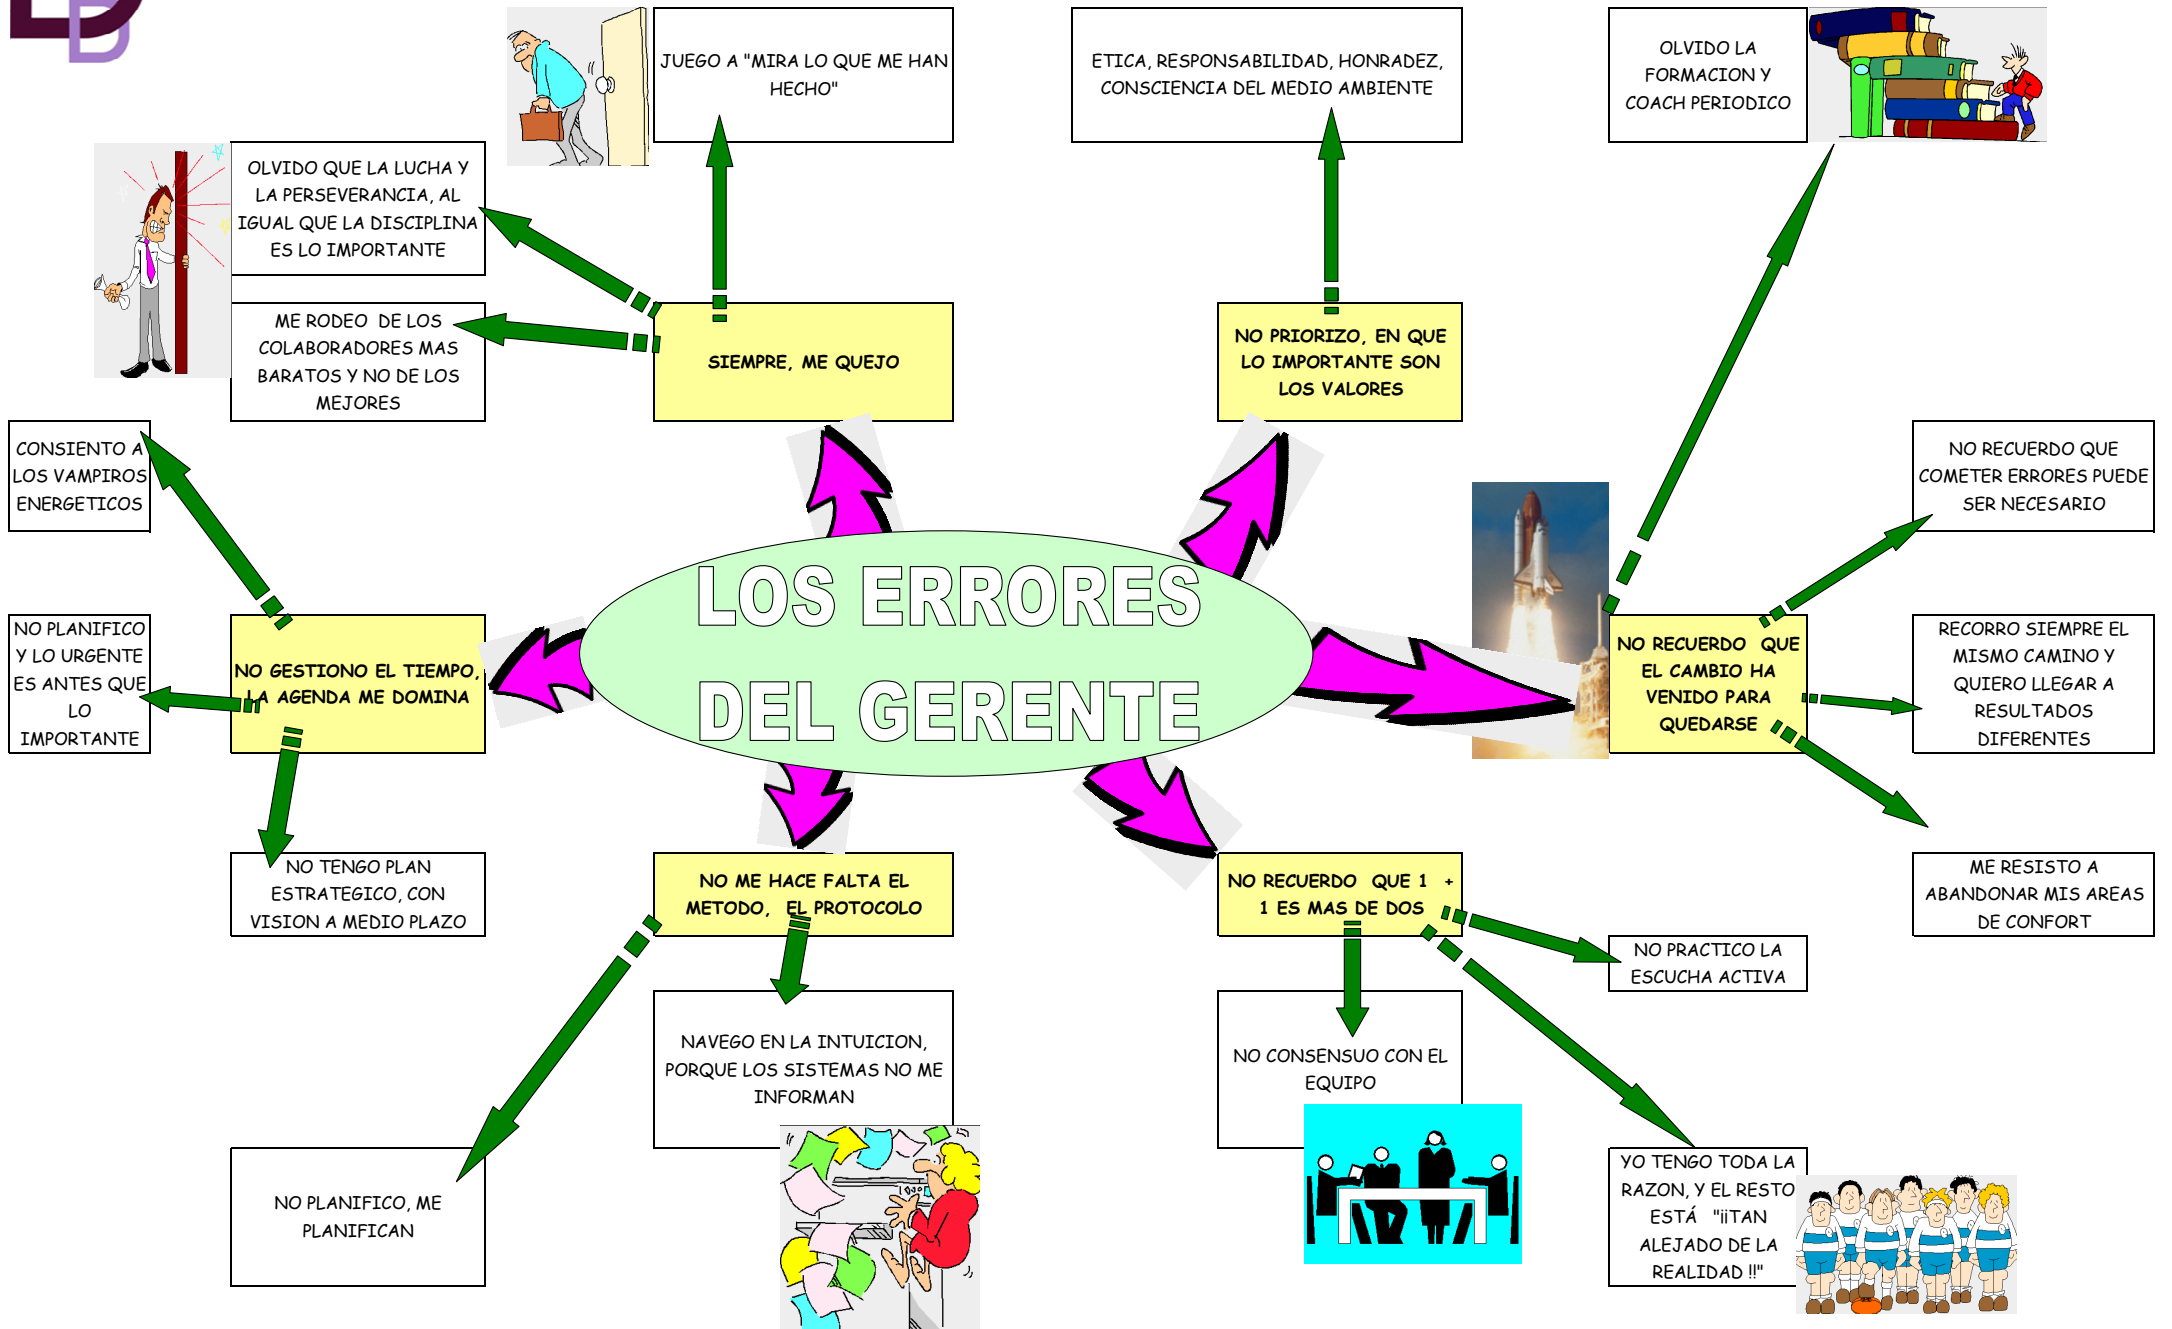 JUEGO A "MIRA LO QUE ME HAN
HECHO"
ETICA, RESPONSABILIDAD, HONRADEZ,
CONSCIENCIA DEL MEDIO AMBIENTE
OLVIDO LA
FORMACION Y
COACH PERIODICO
OLVIDO QUE LA LUCHA Y
LA PERSEVERANCIA, AL
IGUAL QUE LA DISCIPLINA
ES LO IMPORTANTE
ME RODEO DE LOS
COLABORADORES MAS
BARATOS Y NO DE LOS
MEJORES
SIEMPRE, ME QUEJO
NO PRIORIZO, EN QUE
LO IMPORTANTE SON
LOS VALORES
CONSIENTO A
LOS VAMPIROS
ENERGETICOS
NO RECUERDO QUE
COMETER ERRORES PUEDE
SER NECESARIO
LOS ERRORES
DEL GERENTE
NO PLANIFICO
Y LO URGENTE
ES ANTES QUE
LO
IMPORTANTE
NO GESTIONO EL TIEMPO,
LA AGENDA ME DOMINA
NO RECUERDO QUE
EL CAMBIO HA
VENIDO PARA
QUEDARSE
RECORRO SIEMPRE EL
MISMO CAMINO Y
QUIERO LLEGAR A
RESULTADOS
DIFERENTES
NO TENGO PLAN
ESTRATEGICO, CON
VISION A MEDIO PLAZO
NO ME HACE FALTA EL
METODO, EL PROTOCOLO
NO RECUERDO QUE 1 +
1 ES MAS DE DOS
ME RESISTO A
ABANDONAR MIS AREAS
DE CONFORT
NO PRACTICO LA
ESCUCHA ACTIVA
NAVEGO EN LA INTUICION,
PORQUE LOS SISTEMAS NO ME
INFORMAN
NO CONSENSUO CON EL
EQUIPO
NO PLANIFICO, ME
PLANIFICAN
YO TENGO TODA LA
RAZON, Y EL RESTO
ESTÁ "¡¡TAN
ALEJADO DE LA
REALIDAD !!"